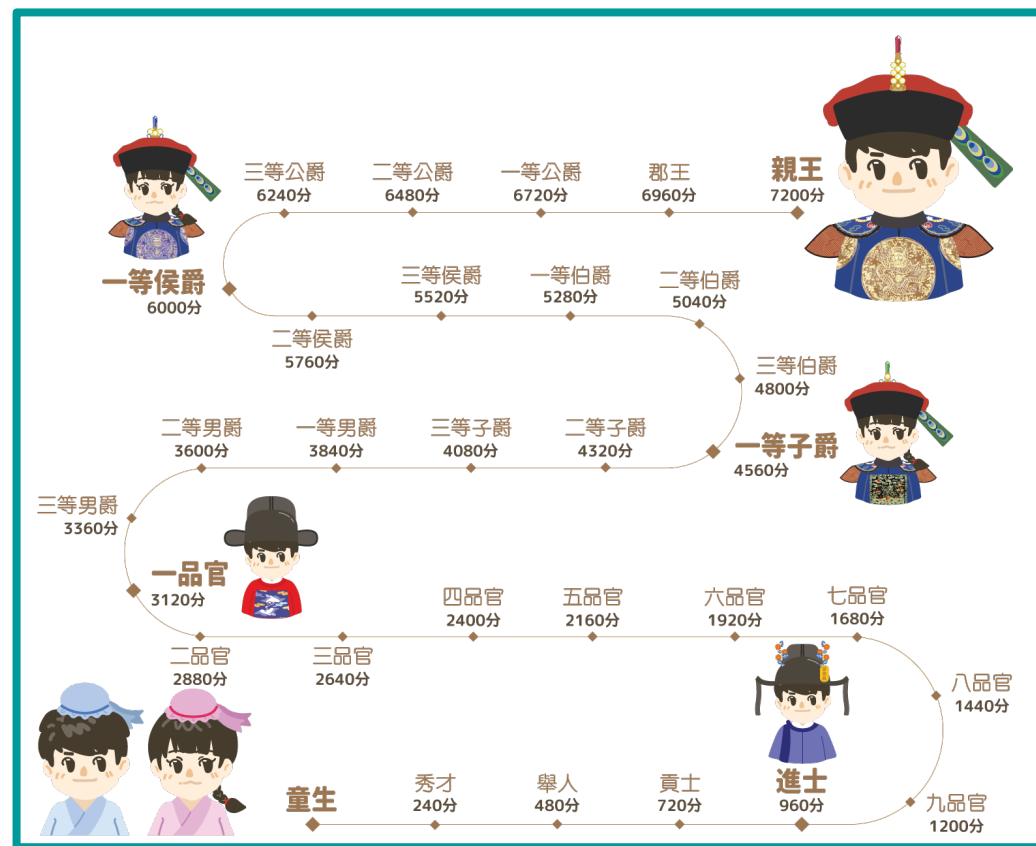 三等公爵
6240分
二等公爵
6480分
一等公爵
6720分
郡王
6960分
親王
7200分
一等侯爵
6000分
二等侯爵
5760分
三等侯爵
5520分
一等伯爵
5280分
二等伯爵
5040分
三等伯爵
4800分
一等子爵
4560分
二等子爵
4320分
三等子爵
4080分
一等男爵
3840分
二等男爵
3600分
三等男爵
3360分
一品官
3120分
二品官
2880分
三品官
2640分
四品官
2400分
五品官
2160分
六品官
1920分
七品官
1680分
八品官
1440分
九品官
1200分
進士
960分
貢士
720分
舉人
480分
秀才
240分
童生